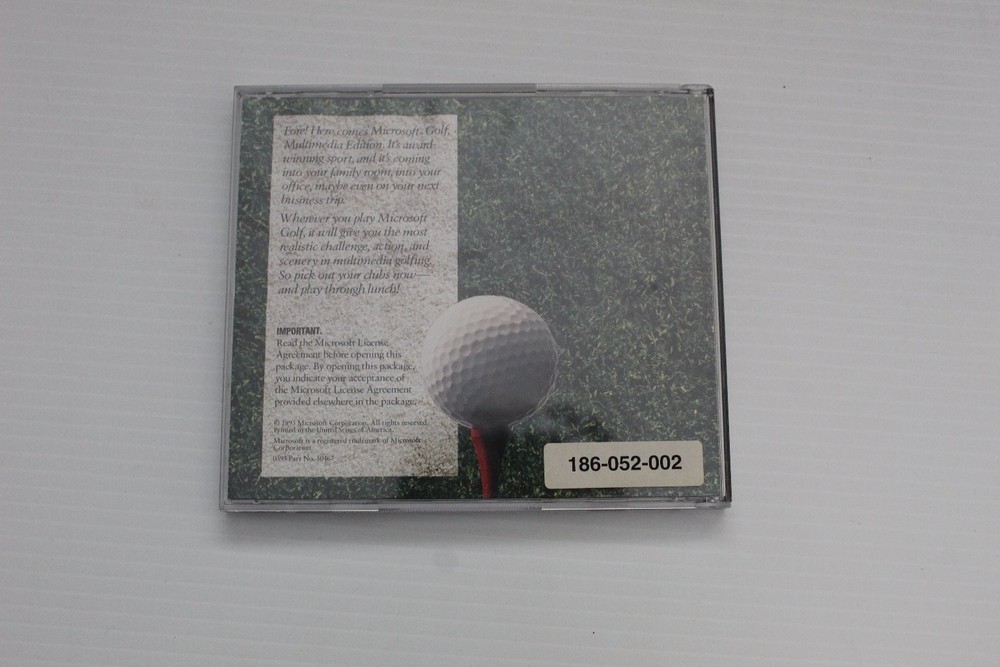 Fore! Here comes Microsoft® Golf,
Multimedia Edition. It's award-
winning sport, and it's coming
into your family room, into your
office, maybe even on your next
business trip.
Wherever you play Microsoft
Golf, it will give you the most
realistic challenge, action, and
scenery in multimedia golfing.
So pick out your clubs now—
and play through lunch!
IMPORTANT.
Read the Microsoft License
Agreement before opening this
package. By opening this package,
you indicate your acceptance of
the Microsoft License Agreement
provided elsewhere in the package.
© 1993 Microsoft Corporation. All rights reserved.
Printed in the United States of America.
Microsoft is a registered trademark of Microsoft
Corporation.
Part No.
186-052-002